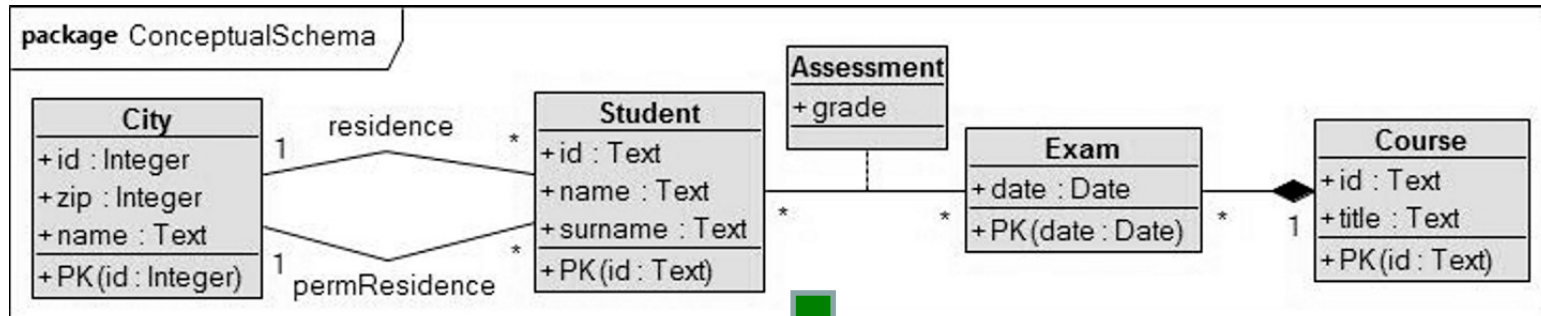 package ConceptualSchema
City
+ id : Integer
+ zip : Integer
+ name : Text
+ PK(id : Integer)
1
residence
*
1
permResidence
*
Student
+ id : Text
+ name : Text
+ surname : Text
+ PK(id : Text)
*
Assessment
+ grade
*
Exam
+ date : Date
+ PK(date : Date)
*
1
Course
+ id : Text
+ title : Text
+ PK(id : Text)